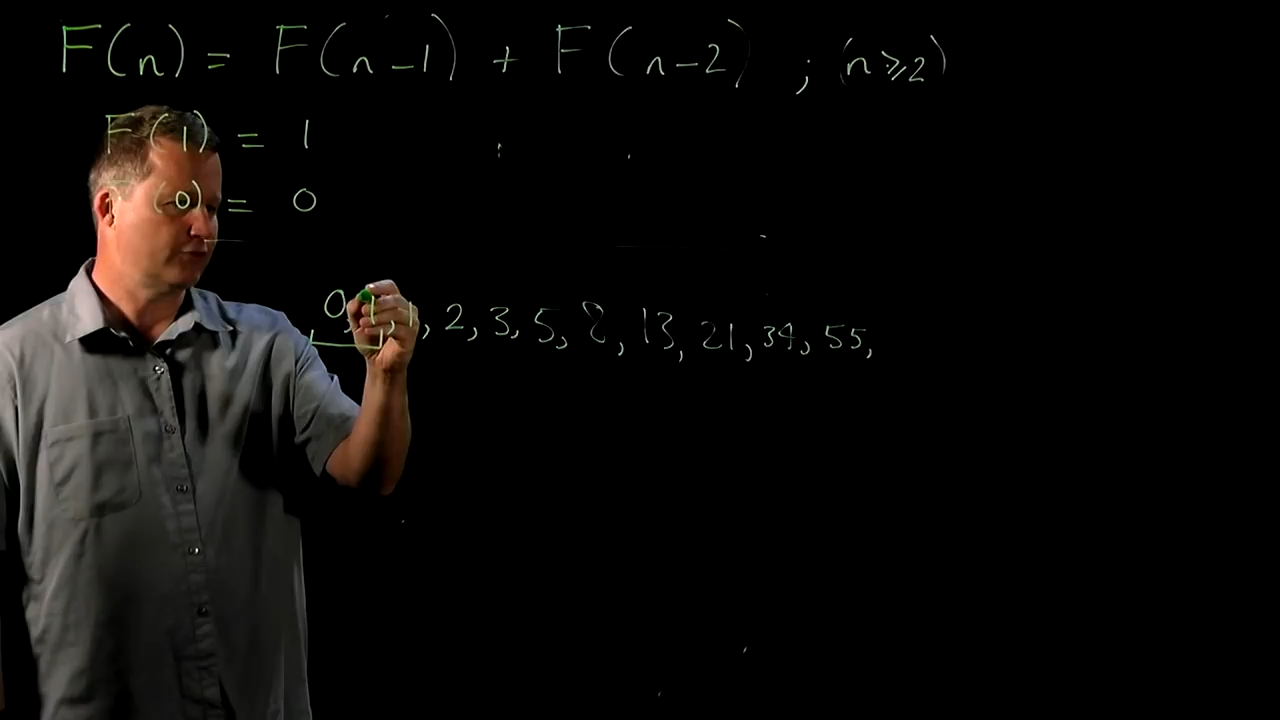 F(n) = F(n-1) + F(n-2) ; (n⩾2)
F(1) = 1
F(0) = 0
0, 1, 1, 2, 3, 5, 8, 13, 21, 34, 55,